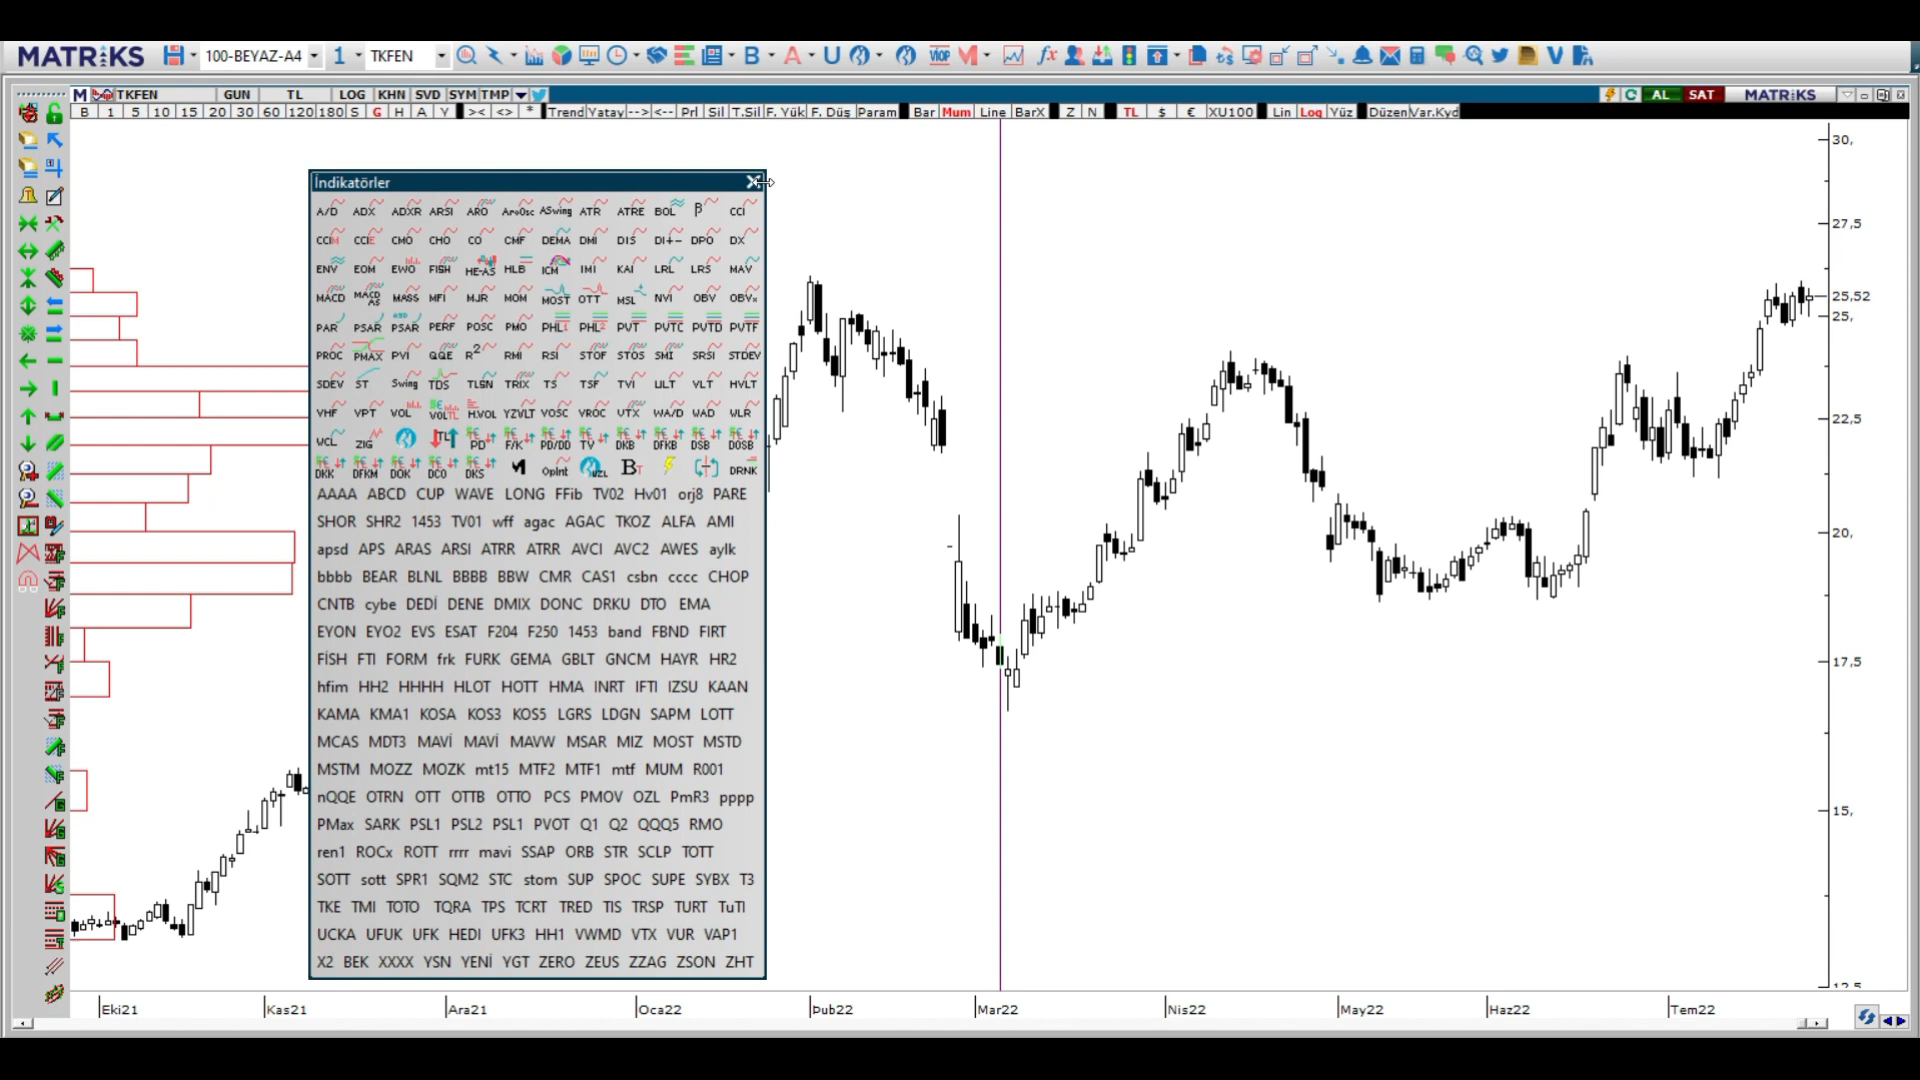 MATRİKS 100-BEYAZ-A4 1 TKFEN B A U VIOP M fx V
M TKFEN GUN TL LOG KHN SVD SYM TMP C AL SAT MATRİKS
B 1 5 10 15 20 30 60 120 180 S G H A Y >< <> * Trend Yatay --> <-- Prl Sil T.Sil F. Yük F. Düş Param Bar Mum Line BarX Z N TL $ € XU100 Lin Log Yüz Düzen Var.Kyd
İndikatörler
A/D ADX ADXR ARSI ARO AroOsc ASwing ATR ATRE BOL β CCI
CCIM CCIE CMO CHO CO CMF DEMA DMI DIS DI+- DPO DX
ENV EOM EWO FISH HE-AS HLB ICM IMI KAI LRL LRS MAV
MACD MACD AS MASS MFI MJR MOM MOST OTT MSL NVI OBV OBVx
PAR PSAR PSAR PERF POSC PMO PHL1 PHL2 PVT PVTC PVTD PVTF
PROC PMAX PVI QQE R2 RMI RSI STOF STOS SMI SRSI STDEV
SDEV ST Swing TDS TLSN TRIX TS TSF TVI ULT VLT HVLT
VHF VPT VOL VOLTL H.VOL YZVLT VOSC VROC VTX WA/D WAD WLR
WCL ZIG TL PD F/K PD/DD TV DKB DFKB DSB DOSB
DKK DFKM DOK DCO DKS OpInt UZL BT DRNK
AAAA ABCD CUP WAVE LONG FFib TV02 Hv01 orj8 PARE
SHOR SHR2 1453 TV01 wff agac AGAC TKOZ ALFA AMI
apsd APS ARAS ARSI ATRR ATRR AVCI AVC2 AWES aylk
bbbb BEAR BLNL BBBB BBW CMR CAS1 csbn cccc CHOP
CNTB cybe DEDİ DENE DMIX DONC DRKU DTO EMA
EYON EYO2 EVS ESAT F204 F250 1453 band FBND FIRT
FİSH FTI FORM frk FURK GEMA GBLT GNCM HAYR HR2
hfim HH2 HHHH HLOT HOTT HMA INRT IFTI IZSU KAAN
KAMA KMA1 KOSA KOS3 KOS5 LGRS LDGN SAPM LOTT
MCAS MDT3 MAVİ MAVİ MAVW MSAR MIZ MOST MSTD
MSTM MOZZ MOZK mt15 MTF2 MTF1 mtf MUM R001
nQQE OTRN OTT OTTB OTTO PCS PMOV OZL PmR3 pppp
PMax SARK PSL1 PSL2 PSL1 PVOT Q1 Q2 QQQ5 RMO
ren1 ROCx ROTT rrrr mavi SSAP ORB STR SCLP TOTT
SOTT sott SPR1 SQM2 STC stom SUP SPOC SUPE SYBX T3
TKE TMI TOTO TQRA TPS TCRT TRED TIS TRSP TURT TuTl
UCKA UFUK UFK HEDI UFK3 HH1 VWMD VTX VUR VAP1
X2 BEK XXXX YSN YENİ YGT ZERO ZEUS ZZAG ZSON ZHT
30,
27,5
25,52
25,
22,5
20,
17,5
15,
12,5
Eki21 Kas21 Ara21 Oca22 Þub22 Mar22 Nis22 May22 Haz22 Tem22